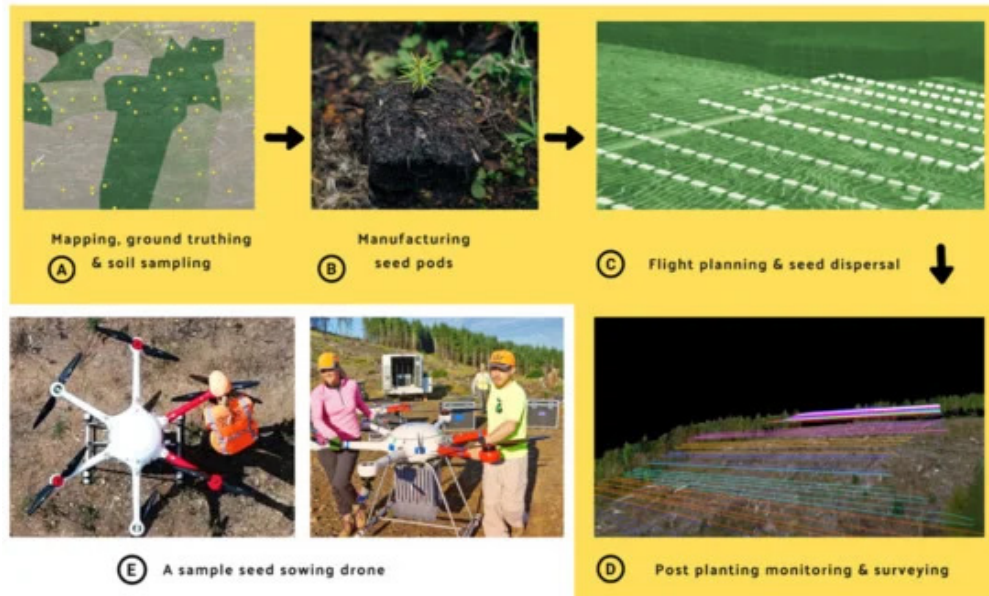 Mapping, ground truthing
A & soil sampling
Manufacturing
B seed pods
C Flight planning & seed dispersal
E A sample seed sowing drone
D Post planting monitoring & surveying